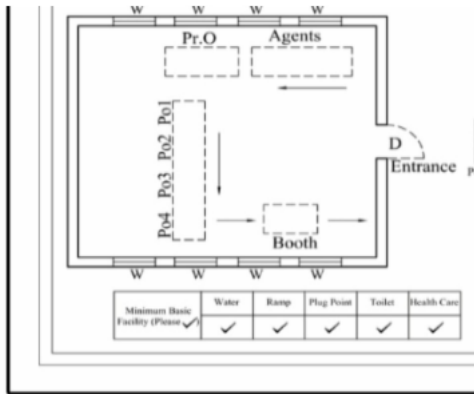 W W W W
Pr.O Agents
Po1
Po2
Po3
Po4
D
Entrance
Booth
W W W W
Minimum Basic Facility (Please ✓) Water Ramp Plug Point Toilet Health Care
✓ ✓ ✓ ✓ ✓